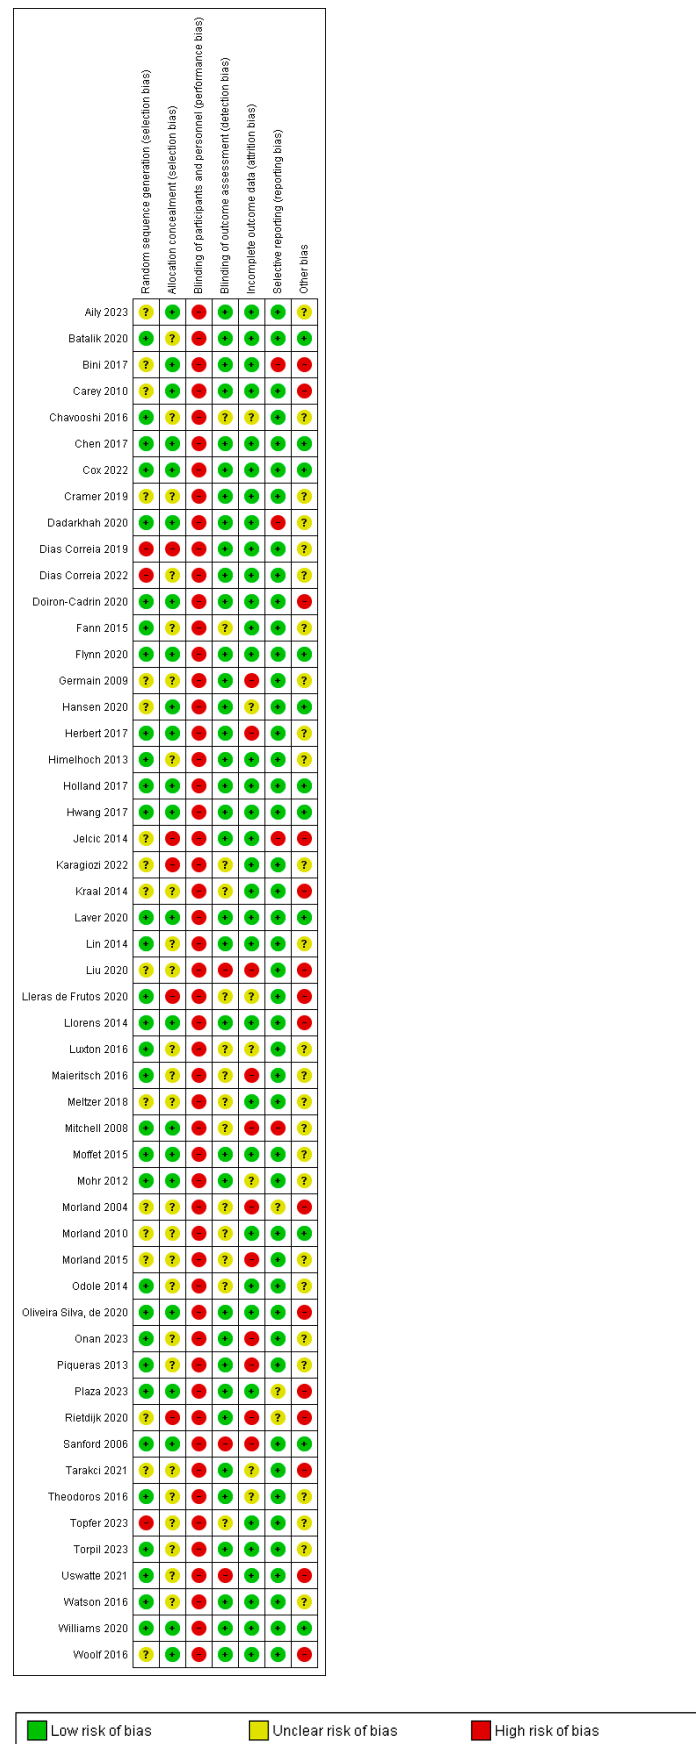 Random sequence generation (selection bias)
Allocation concealment (selection bias)
Blinding of participants and personnel (performance bias)
Blinding of outcome assessment (detection bias)
Incomplete outcome data (attrition bias)
Selective reporting (reporting bias)
Other bias
Aily 2023 ? + - + + + ?
Batalik 2020 + ? - + + + +
Bini 2017 ? + - + + - -
Carey 2010 ? + - + + + -
Chavooshi 2016 + ? - ? ? + ?
Chen 2017 + + - + + + +
Cox 2022 + + - + + + +
Cramer 2019 ? ? - + + + ?
Dadarkhah 2020 + + - + + - ?
Dias Correia 2019 - - - + + + ?
Dias Correia 2022 - ? - + + + ?
Doiron-Cadrin 2020 + + - + + + -
Fann 2015 + ? - ? + + ?
Flynn 2020 + + - + + + +
Germain 2009 ? ? - + - + ?
Hansen 2020 ? + - + ? + +
Herbert 2017 + + - + - + ?
Himelhoch 2013 + ? - + + + ?
Holland 2017 + + - + + + +
Hwang 2017 + + - + + + +
Jelcic 2014 ? - - + + - -
Karagiozi 2022 ? - - ? + + ?
Kraal 2014 ? ? - ? + + -
Laver 2020 + + - + + + +
Lin 2014 + ? - + + + ?
Liu 2020 ? ? - - - + -
Lleras de Frutos 2020 + - - ? ? + -
Llorens 2014 + + - + + + -
Luxton 2016 + ? - ? ? + ?
Maieritsch 2016 + ? - ? - + ?
Meltzer 2018 ? ? - ? + + ?
Mitchell 2008 + + - ? - - ?
Moffet 2015 + + - + + + ?
Mohr 2012 + + - + ? + ?
Morland 2004 ? ? - ? - ? -
Morland 2010 ? ? - ? + + +
Morland 2015 ? ? - ? - + ?
Odole 2014 + ? - ? + + ?
Oliveira Silva, de 2020 + + - + + + -
Onan 2023 + ? - + - + ?
Piqueras 2013 + ? - + - + ?
Plaza 2023 + + - + + ? -
Rietdijk 2020 ? - - + - ? -
Sanford 2006 + + - - - + +
Tarakci 2021 ? ? - + ? + -
Theodoros 2016 + ? - + ? + ?
Topfer 2023 - ? - ? + + ?
Torpil 2023 + ? - + + + ?
Uswatte 2021 + ? - - + + -
Watson 2016 + ? - + + + ?
Williams 2020 + + - + + + +
Woolf 2016 ? + - + + + -
Low risk of bias Unclear risk of bias High risk of bias